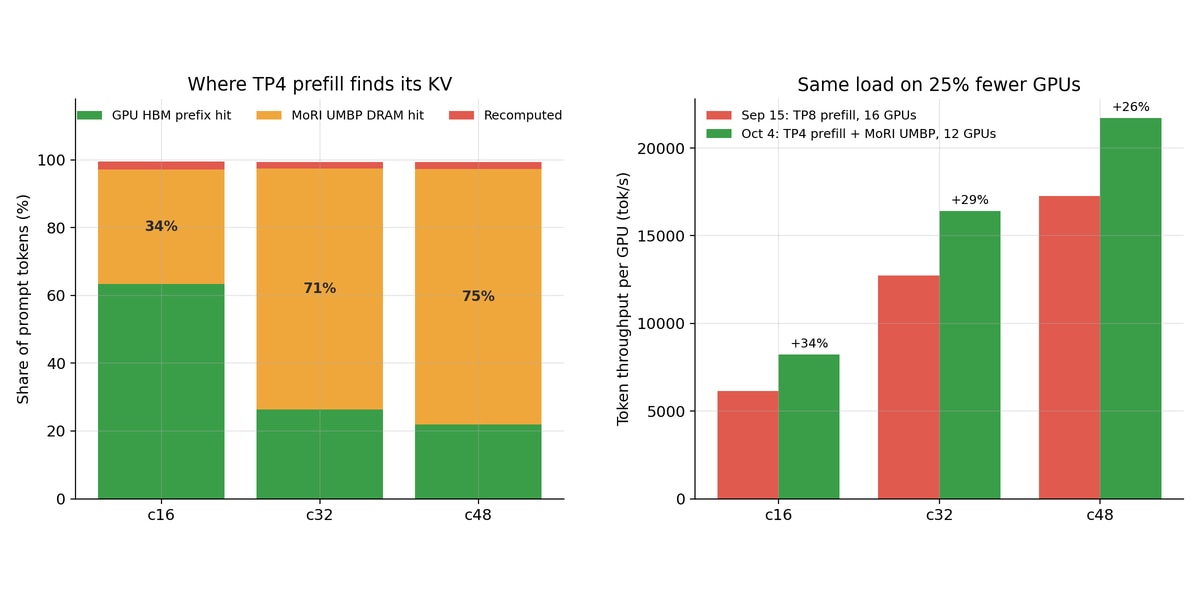 Where TP4 prefill finds its KV
GPU HBM prefix hit
MoRI UMBP DRAM hit
Recomputed
Share of prompt tokens (%)
100
80
60
40
20
0
34%
71%
75%
c16
c32
c48
Same load on 25% fewer GPUs
Sep 15: TP8 prefill, 16 GPUs
Oct 4: TP4 prefill + MoRI UMBP, 12 GPUs
Token throughput per GPU (tok/s)
20000
15000
10000
5000
0
+34%
+29%
+26%
c16
c32
c48